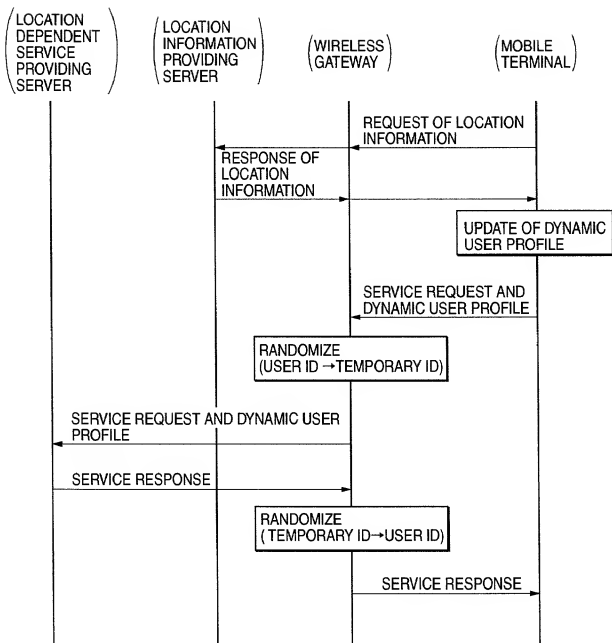 (LOCATION
DEPENDENT
SERVICE
PROVIDING
SERVER)
(LOCATION
INFORMATION
PROVIDING
SERVER)
(WIRELESS
GATEWAY)
(MOBILE
TERMINAL)
REQUEST OF LOCATION
INFORMATION
RESPONSE OF
LOCATION
INFORMATION
UPDATE OF DYNAMIC
USER PROFILE
SERVICE REQUEST AND
DYNAMIC USER PROFILE
RANDOMIZE
(USER ID →TEMPORARY ID)
SERVICE REQUEST AND DYNAMIC USER
PROFILE
SERVICE RESPONSE
RANDOMIZE
( TEMPORARY ID→USER ID)
SERVICE RESPONSE